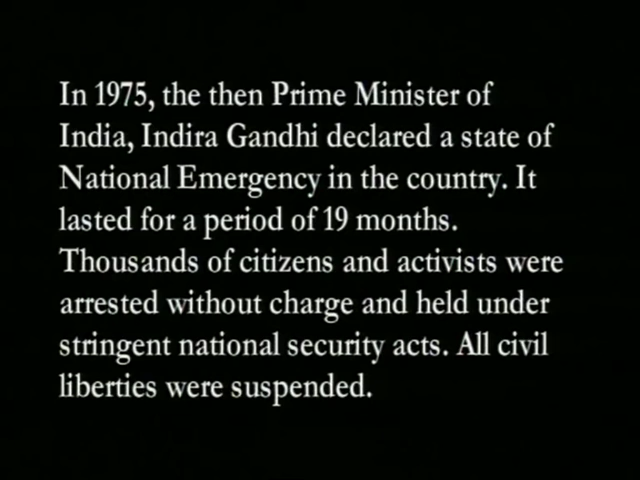 In 1975, the then Prime Minister of
India, Indira Gandhi declared a state of
National Emergency in the country. It
lasted for a period of 19 months.
Thousands of citizens and activists were
arrested without charge and held under
stringent national security acts. All civil
liberties were suspended.